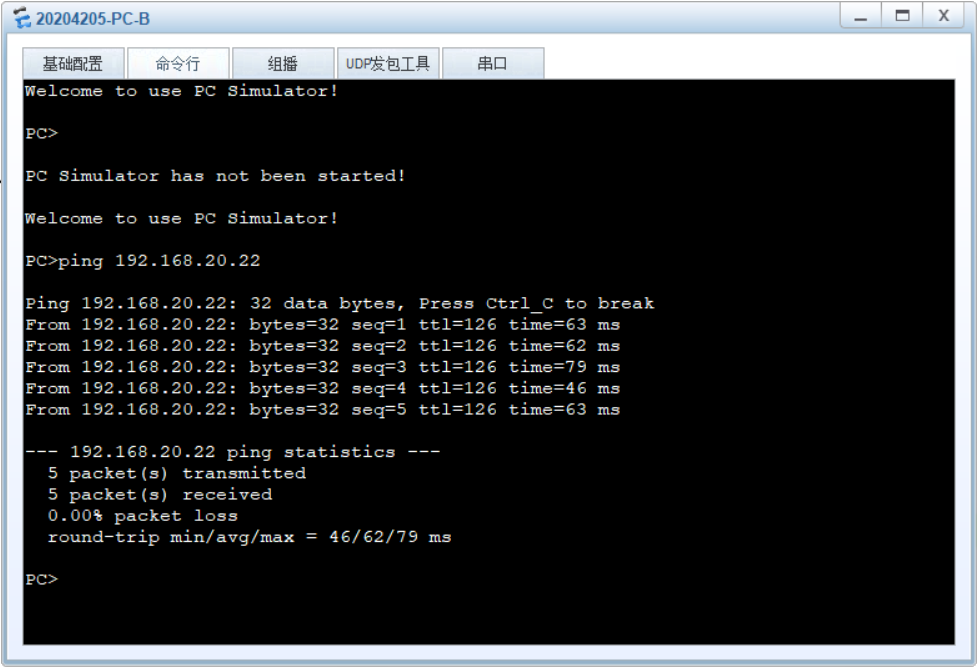 20204205-PC-B
基础配置 命令行 组播 UDP发包工具 串口
Welcome to use PC Simulator!
PC>
PC Simulator has not been started!
Welcome to use PC Simulator!
PC>ping 192.168.20.22
Ping 192.168.20.22: 32 data bytes, Press Ctrl_C to break
From 192.168.20.22: bytes=32 seq=1 ttl=126 time=63 ms
From 192.168.20.22: bytes=32 seq=2 ttl=126 time=62 ms
From 192.168.20.22: bytes=32 seq=3 ttl=126 time=79 ms
From 192.168.20.22: bytes=32 seq=4 ttl=126 time=46 ms
From 192.168.20.22: bytes=32 seq=5 ttl=126 time=63 ms
--- 192.168.20.22 ping statistics ---
5 packet(s) transmitted
5 packet(s) received
0.00% packet loss
round-trip min/avg/max = 46/62/79 ms
PC>